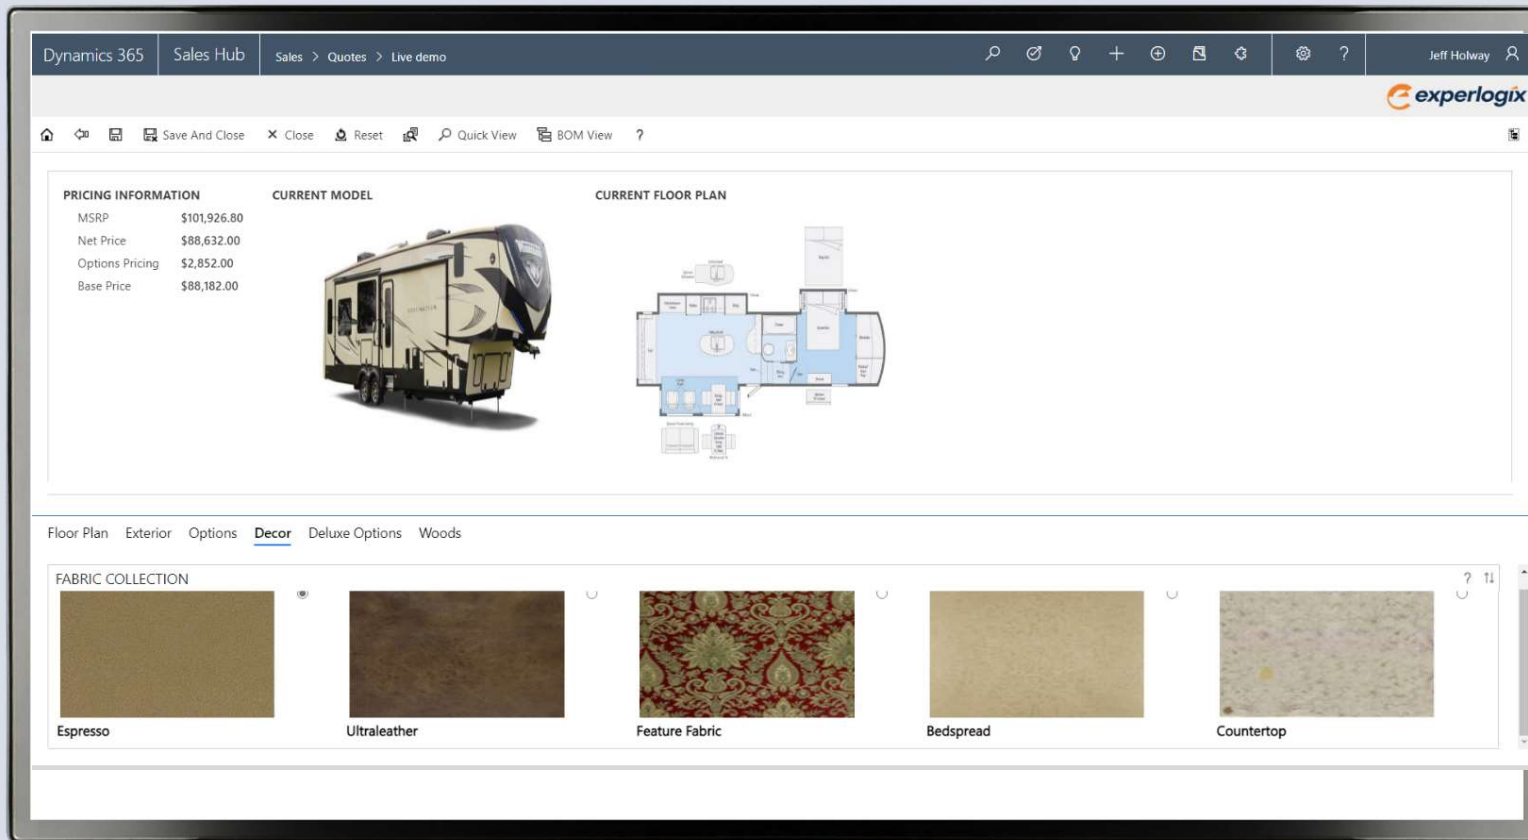 Dynamics 365
Sales Hub
Sales > Quotes > Live demo
?
Jeff Holway
experlogix
Save And Close
× Close
Reset
Quick View
BOM View
?
PRICING INFORMATION
MSRP $101,926.80
Net Price $88,632.00
Options Pricing $2,852.00
Base Price $88,182.00
CURRENT MODEL
CURRENT FLOOR PLAN
Floor Plan Exterior Options Decor Deluxe Options Woods
FABRIC COLLECTION
?
Espresso
Ultraleather
Feature Fabric
Bedspread
Countertop